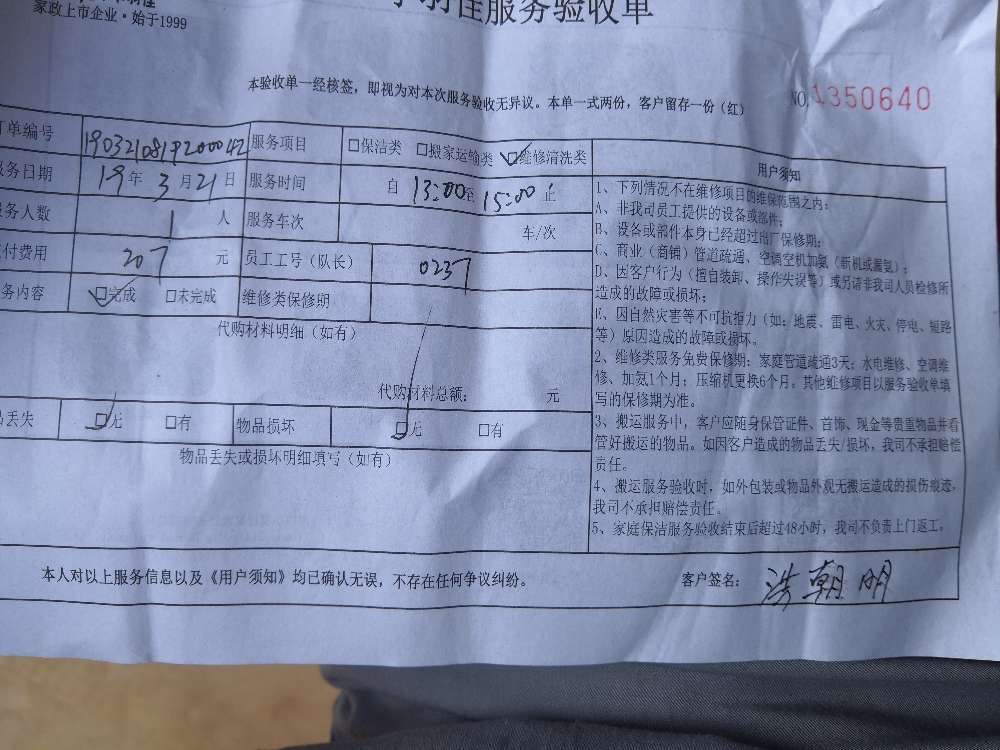 家政上市企业·始于1999
服务验收单
本验收单一经核签，即视为对本次服务验收无异议。本单一式两份，客户留存一份（红）
NO.1350640
订单编号 1903210819200042 服务项目 □保洁类 □搬家运输类 ☑维修清洗类
服务日期 19年3月21日 服务时间 自13:00至15:00止
服务人数 1人 服务车次 车/次
付费用 207元 员工工号（队长） 0237
务内容 ☑完成 □未完成 维修类保修期
代购材料明细（如有）
代购材料总额： 元
品丢失 ☑无 □有 物品损坏 ☑无 □有
物品丢失或损坏明细填写（如有）
用户须知
1、下列情况不在维修项目的维保范围之内：
A、非我司员工提供的设备或部件；
B、设备或部件本身已经超过出厂保修期；
C、商业（商铺）管道疏通、空调空机加氨（新机或漏氨）；
D、因客户行为（擅自装卸、操作失误等）或另请非我司人员检修所
造成的故障或损坏；
E、因自然灾害等不可抗拒力（如：地震、雷电、火灾、停电、短路
等）原因造成的故障或损坏。
2、维修类服务免费保修期：家庭管道疏通3天；水电维修、空调维
修、加氨1个月；压缩机更换6个月。其他维修项目以服务验收单填
写的保修期为准。
3、搬运服务中，客户应随身保管证件、首饰、现金等贵重物品并看
管好搬运的物品。如因客户造成的物品丢失/损坏，我司不承担赔偿
责任。
4、搬运服务验收时，如外包装或物品外观无搬运造成的损伤痕迹，
我司不承担赔偿责任。
5、家庭保洁服务验收结束后超过48小时，我司不负责上门返工。
本人对以上服务信息以及《用户须知》均已确认无误，不存在任何争议纠纷。 客户签名： 洪朝明